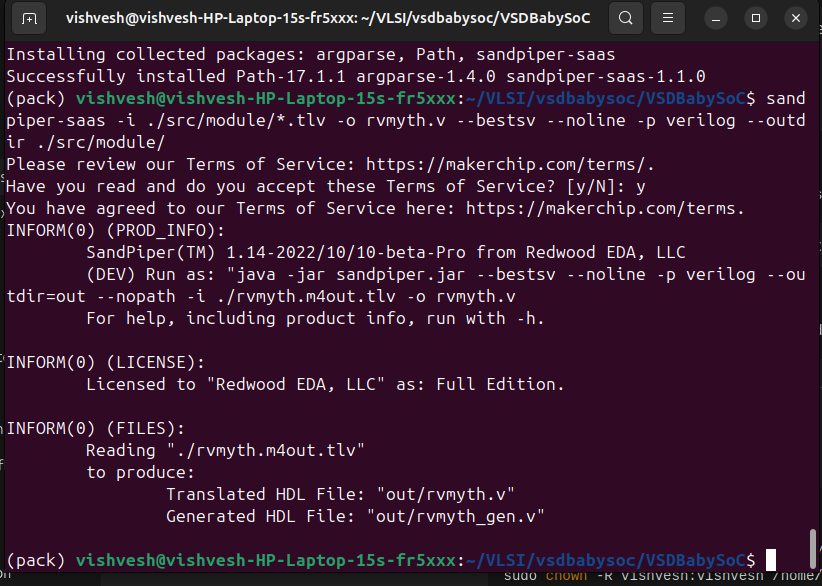 vishvesh@vishvesh-HP-Laptop-15s-fr5xxx: ~/VLSI/vsdbabysoc/VSDBabySoC
Installing collected packages: argparse, Path, sandpiper-saas
Successfully installed Path-17.1.1 argparse-1.4.0 sandpiper-saas-1.1.0
(pack) vishvesh@vishvesh-HP-Laptop-15s-fr5xxx:~/VLSI/vsdbabysoc/VSDBabySoC$ sand
piper-saas -i ./src/module/*.tlv -o rvmyth.v --bestsv --noline -p verilog --outd
ir ./src/module/
Please review our Terms of Service: https://makerchip.com/terms/.
Have you read and do you accept these Terms of Service? [y/N]: y
You have agreed to our Terms of Service here: https://makerchip.com/terms.
INFORM(0) (PROD_INFO):
SandPiper(TM) 1.14-2022/10/10-beta-Pro from Redwood EDA, LLC
(DEV) Run as: "java -jar sandpiper.jar --bestsv --noline -p verilog --ou
tdir=out --nopath -i ./rvmyth.m4out.tlv -o rvmyth.v
For help, including product info, run with -h.
INFORM(0) (LICENSE):
Licensed to "Redwood EDA, LLC" as: Full Edition.
INFORM(0) (FILES):
Reading "./rvmyth.m4out.tlv"
to produce:
Translated HDL File: "out/rvmyth.v"
Generated HDL File: "out/rvmyth_gen.v"
(pack) vishvesh@vishvesh-HP-Laptop-15s-fr5xxx:~/VLSI/vsdbabysoc/VSDBabySoC$
sudo chown -R vishvesh:vishvesh /home/